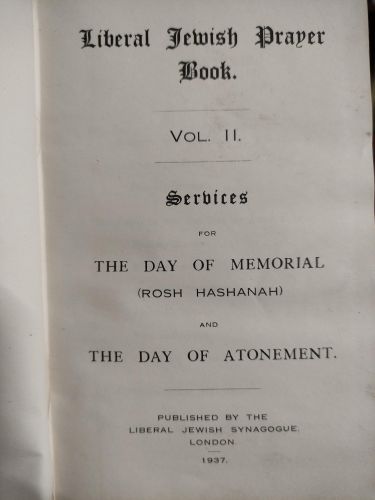 Liberal Jewish Prayer
Book.
VOL. II.
Services
FOR
THE DAY OF MEMORIAL
(ROSH HASHANAH)
AND
THE DAY OF ATONEMENT.
PUBLISHED BY THE
LIBERAL JEWISH SYNAGOGUE,
LONDON
1937.